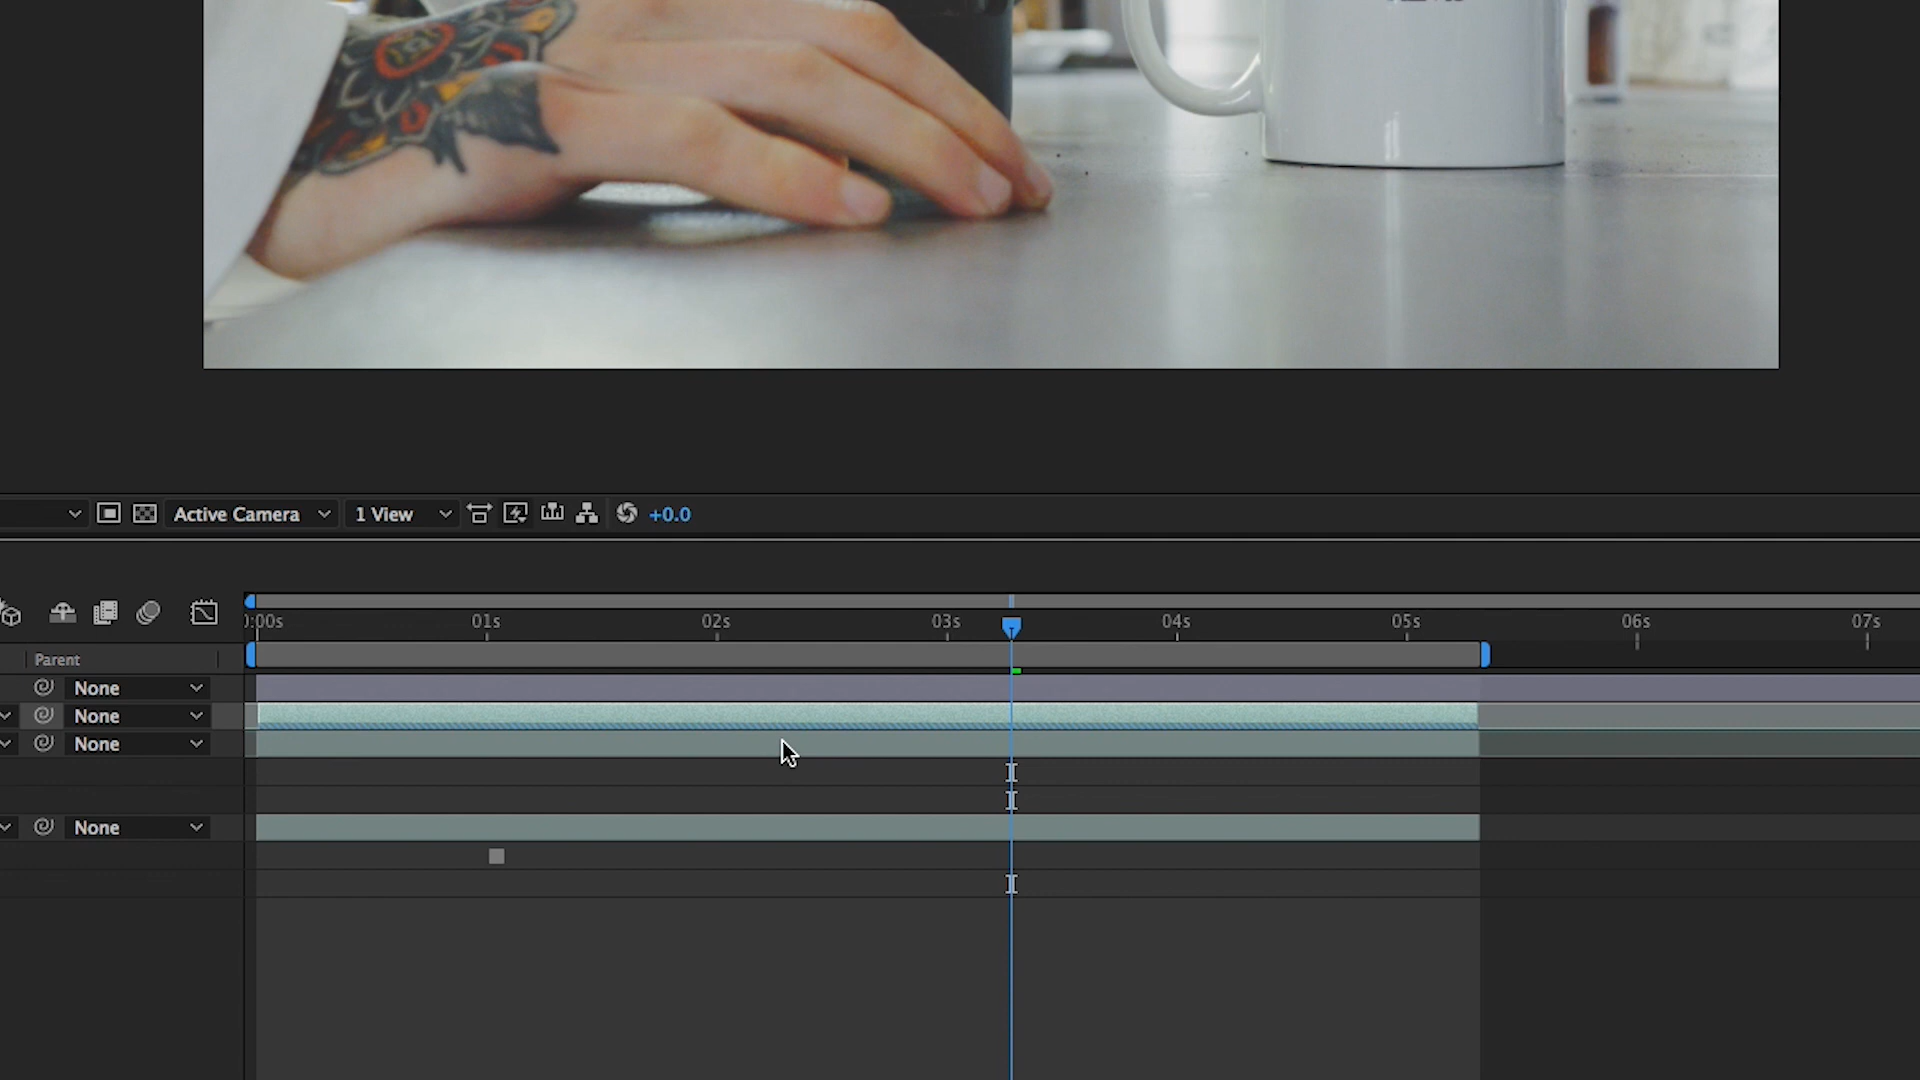 Active Camera 1 View +0.0
):00s 01s 02s 03s 04s 05s 06s 07s
Parent
None
None
None
None